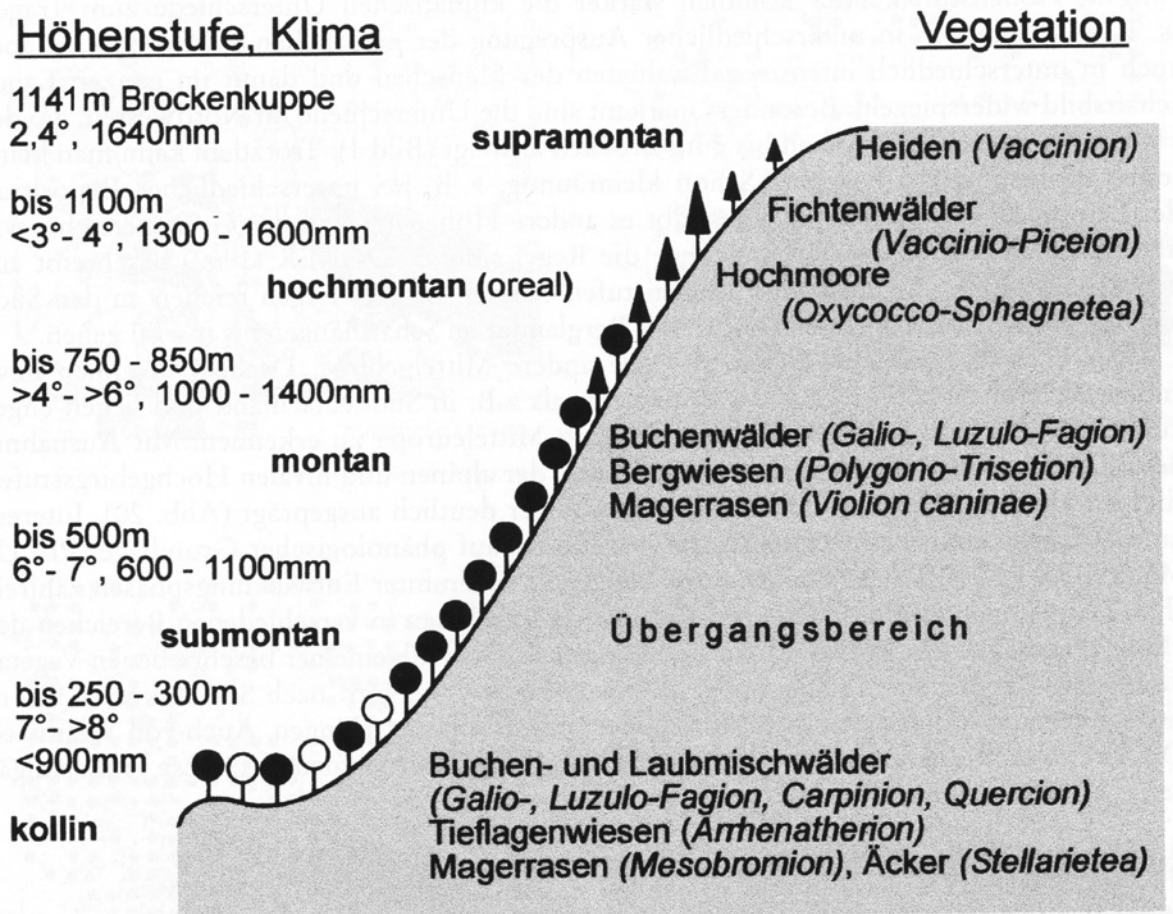 Höhenstufe, Klima
Vegetation
1141m Brockenkuppe
2,4°, 1640mm
supramontan
Heiden (Vaccinion)
bis 1100m
<3°- 4°, 1300 - 1600mm
Fichtenwälder
(Vaccinio-Piceion)
hochmontan (oreal)
Hochmoore
(Oxycocco-Sphagnetea)
bis 750 - 850m
>4° - >6°, 1000 - 1400mm
montan
Buchenwälder (Galio-, Luzulo-Fagion)
Bergwiesen (Polygono-Trisetion)
Magerrasen (Violion caninae)
bis 500m
6°- 7°, 600 - 1100mm
submontan
Übergangsbereich
bis 250 - 300m
7° - >8°
<900mm
kollin
Buchen- und Laubmischwälder
(Galio-, Luzulo-Fagion, Carpinion, Quercion)
Tieflagenwiesen (Arrhenatherion)
Magerrasen (Mesobromion), Äcker (Stellarietea)